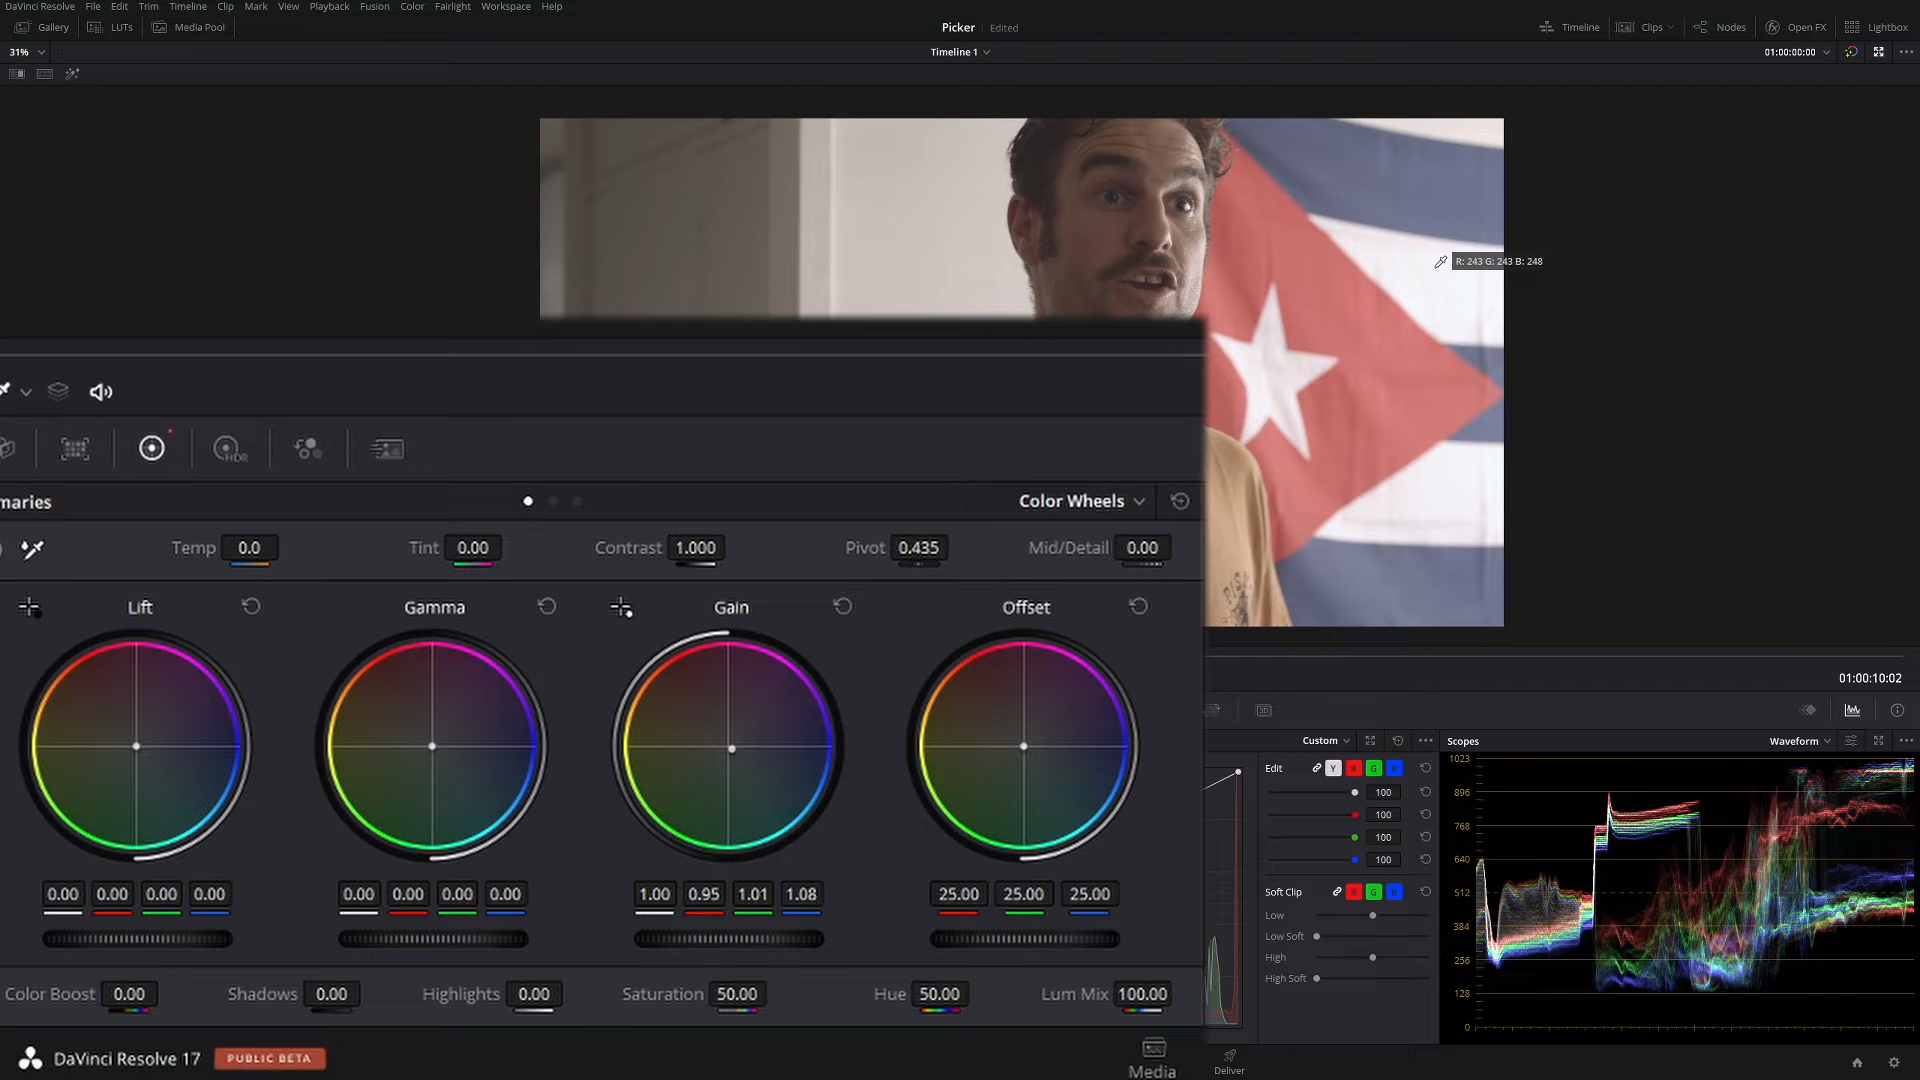 DaVinci Resolve File Edit Trim Timeline Clip Mark View Playback Fusion Color Fairlight Workspace Help
Gallery LUTs Media Pool Picker Edited Timeline Clips Nodes Open FX Lightbox
31% Timeline 1 01:00:00:00
R: 243 G: 243 B: 248
HDR
maries Color Wheels
Temp 0.0 Tint 0.00 Contrast 1.000 Pivot 0.435 Mid/Detail 0.00
Lift Gamma Gain Offset
0.00 0.00 0.00 0.00 0.00 0.00 0.00 0.00 1.00 0.95 1.01 1.08 25.00 25.00 25.00
Color Boost 0.00 Shadows 0.00 Highlights 0.00 Saturation 50.00 Hue 50.00 Lum Mix 100.00
DaVinci Resolve 17 PUBLIC BETA Media Deliver
01:00:10:02
3D
Custom
Edit Y R G B
100
100
100
100
Soft Clip R G B
Low
Low Soft
High
High Soft
Scopes Waveform
1023
896
768
640
512
384
256
128
0